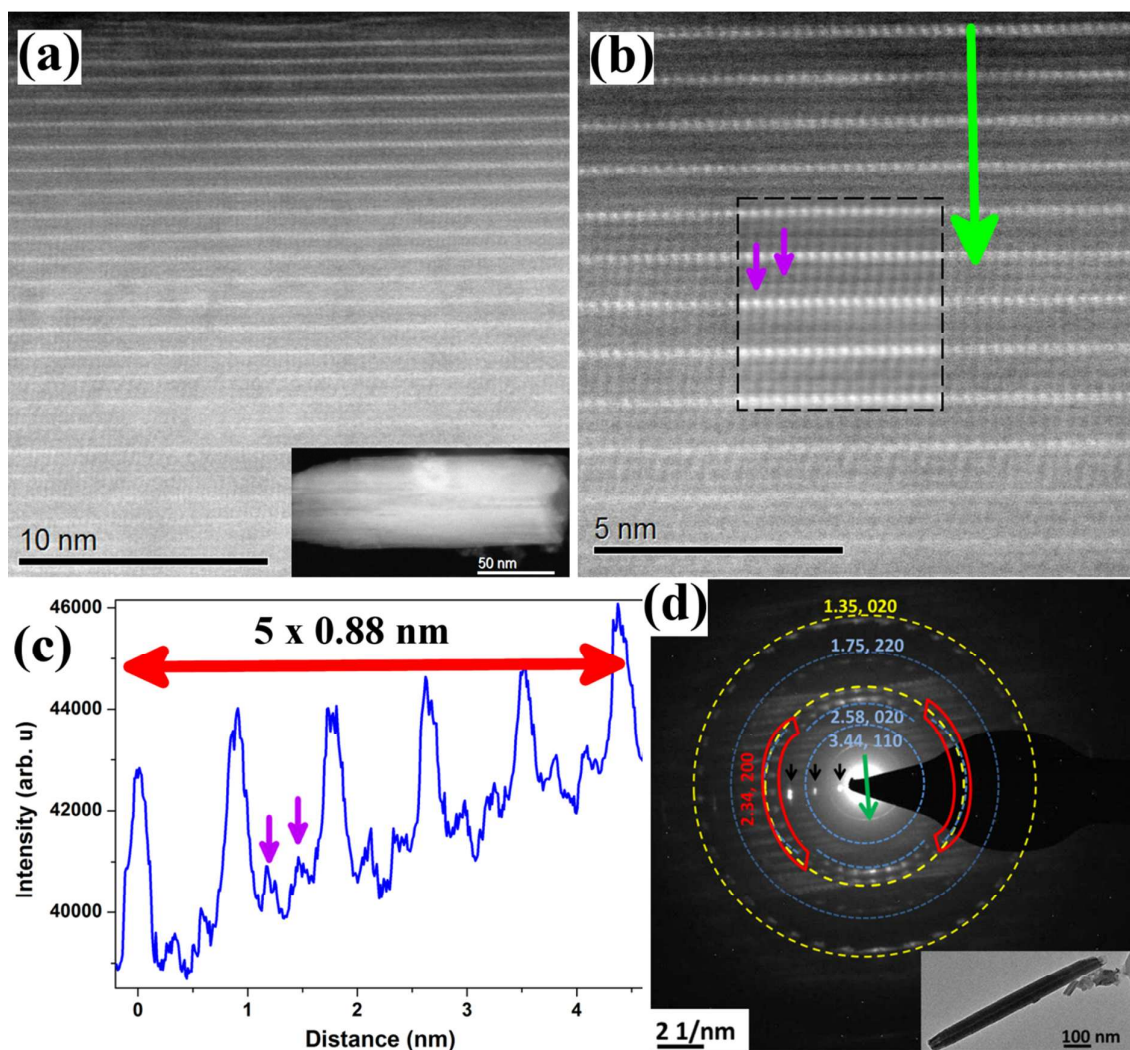 (a)
10 nm
50 nm
(b)
5 nm
(c)
5 x 0.88 nm
Intensity (arb. u)
46000
44000
42000
40000
0
1
2
3
4
Distance (nm)
(d)
1.35, 020
1.75, 220
2.58, 020
3.44, 110
2.34, 200
2 1/nm
100 nm